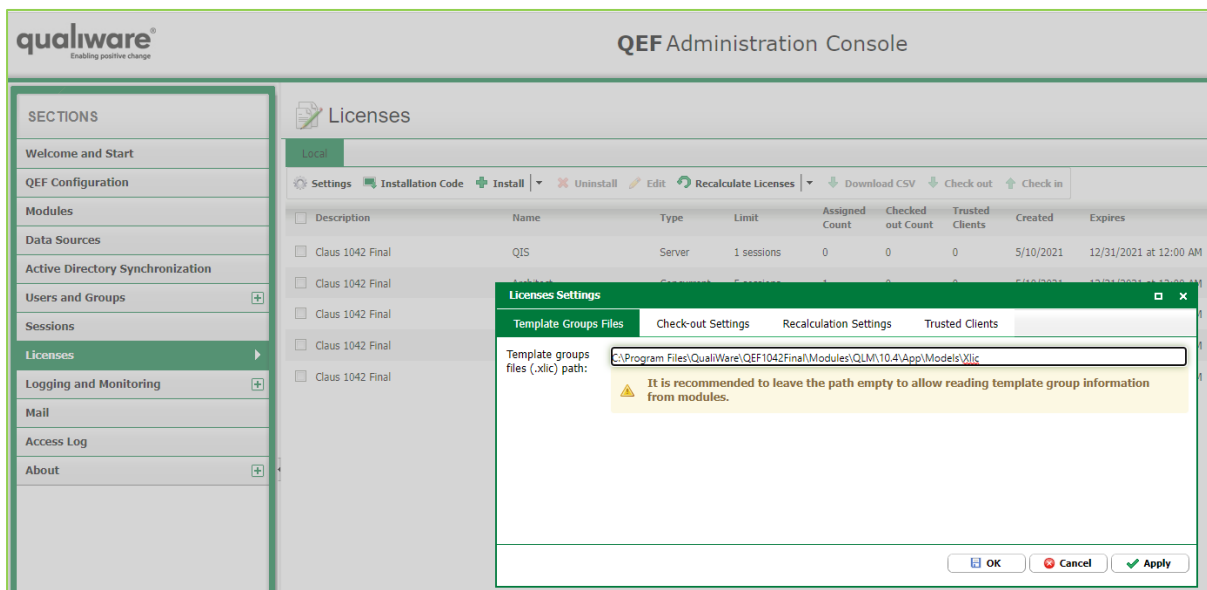 qualiware®
Enabling positive change
QEF Administration Console
SECTIONS
Welcome and Start
QEF Configuration
Modules
Data Sources
Active Directory Synchronization
Users and Groups
Sessions
Licenses
Logging and Monitoring
Mail
Access Log
About
Licenses
Local
Settings Installation Code Install Uninstall Edit Recalculate Licenses Download CSV Check out Check in
Description Name Type Limit Assigned Count Checked out Count Trusted Clients Created Expires
Claus 1042 Final QIS Server 1 sessions 0 0 0 5/10/2021 12/31/2021 at 12:00 AM
Claus 1042 Final
Claus 1042 Final
Claus 1042 Final
Claus 1042 Final
Licenses Settings
Template Groups Files Check-out Settings Recalculation Settings Trusted Clients
Template groups
files (.xlic) path:
C:\Program Files\QualiWare\QEF1042Final\Modules\QLM\10.4\App\Models\Xlic
It is recommended to leave the path empty to allow reading template group information
from modules.
OK Cancel Apply